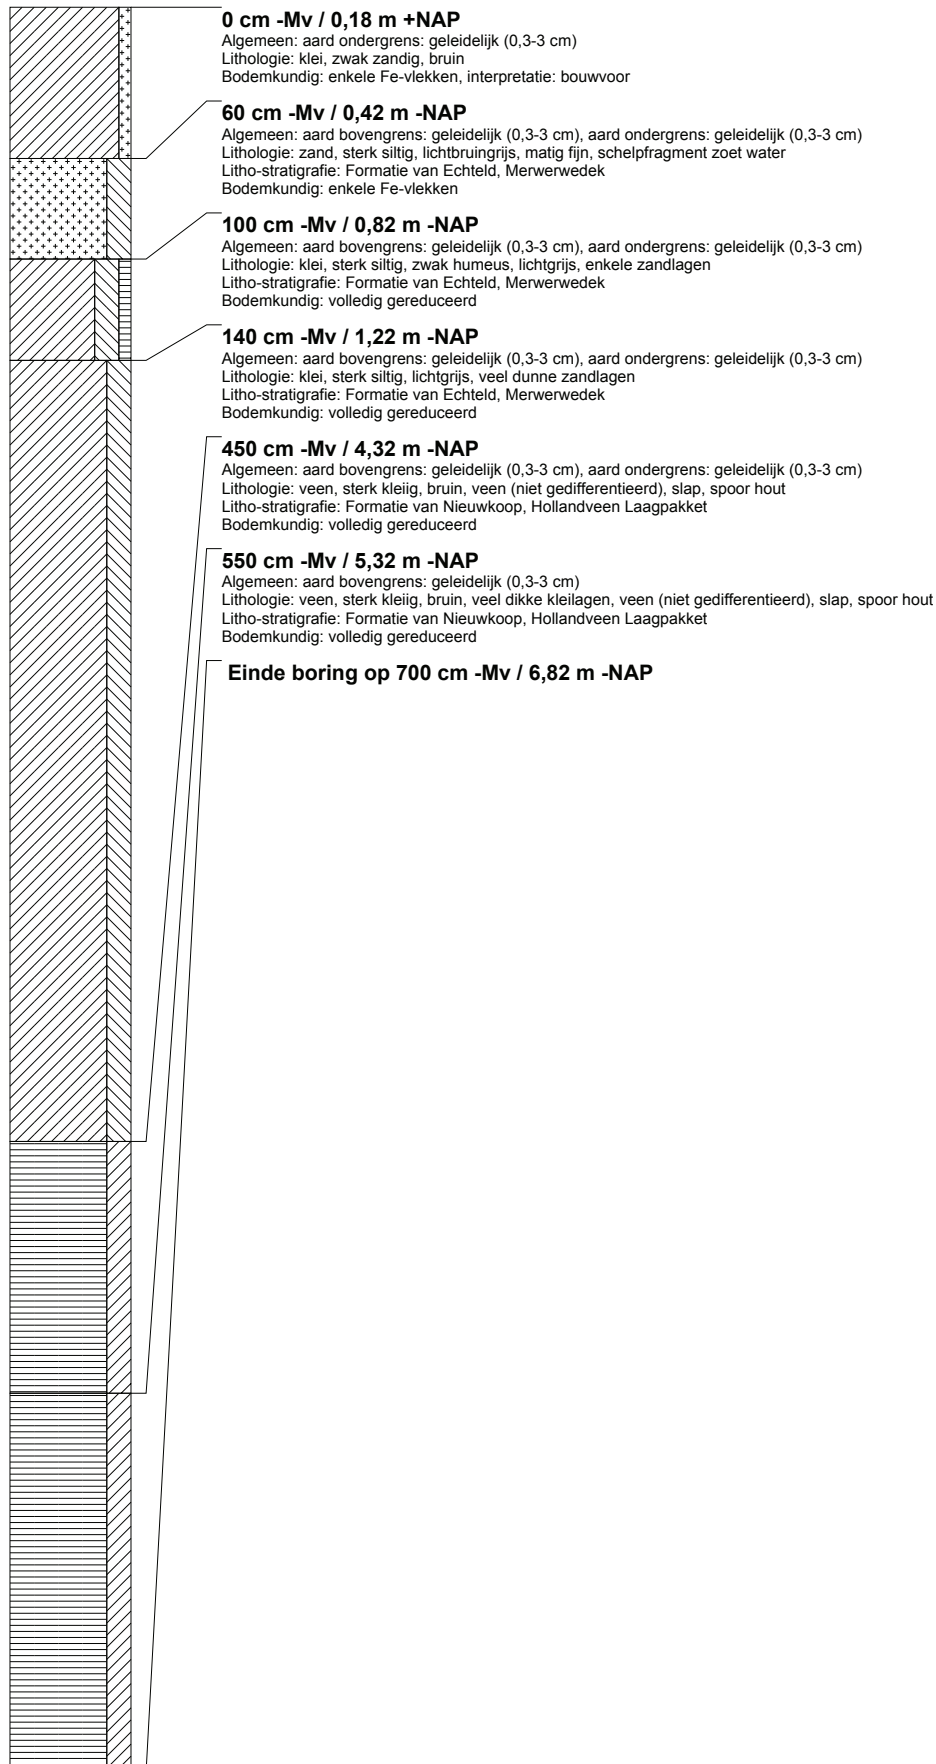 0 cm -Mv / 0,18 m +NAP
Algemeen: aard ondergrens: geleidelijk (0,3-3 cm)
Lithologie: klei, zwak zandig, bruin
Bodemkundig: enkele Fe-vlekken, interpretatie: bouwvoor
60 cm -Mv / 0,42 m -NAP
Algemeen: aard bovengrens: geleidelijk (0,3-3 cm), aard ondergrens: geleidelijk (0,3-3 cm)
Lithologie: zand, sterk siltig, lichtbruingrijs, matig fijn, schelpfragment zoet water
Litho-stratigrafie: Formatie van Echteld, Merwerwedek
Bodemkundig: enkele Fe-vlekken
100 cm -Mv / 0,82 m -NAP
Algemeen: aard bovengrens: geleidelijk (0,3-3 cm), aard ondergrens: geleidelijk (0,3-3 cm)
Lithologie: klei, sterk siltig, zwak humeus, lichtgrijs, enkele zandlagen
Litho-stratigrafie: Formatie van Echteld, Merwerwedek
Bodemkundig: volledig gereduceerd
140 cm -Mv / 1,22 m -NAP
Algemeen: aard bovengrens: geleidelijk (0,3-3 cm), aard ondergrens: geleidelijk (0,3-3 cm)
Lithologie: klei, sterk siltig, lichtgrijs, veel dunne zandlagen
Litho-stratigrafie: Formatie van Echteld, Merwerwedek
Bodemkundig: volledig gereduceerd
450 cm -Mv / 4,32 m -NAP
Algemeen: aard bovengrens: geleidelijk (0,3-3 cm), aard ondergrens: geleidelijk (0,3-3 cm)
Lithologie: veen, sterk kleiig, bruin, veen (niet gedifferentieerd), slap, spoor hout
Litho-stratigrafie: Formatie van Nieuwkoop, Hollandveen Laagpakket
Bodemkundig: volledig gereduceerd
550 cm -Mv / 5,32 m -NAP
Algemeen: aard bovengrens: geleidelijk (0,3-3 cm)
Lithologie: veen, sterk kleiig, bruin, veel dikke kleilagen, veen (niet gedifferentieerd), slap, spoor hout
Litho-stratigrafie: Formatie van Nieuwkoop, Hollandveen Laagpakket
Bodemkundig: volledig gereduceerd
Einde boring op 700 cm -Mv / 6,82 m -NAP